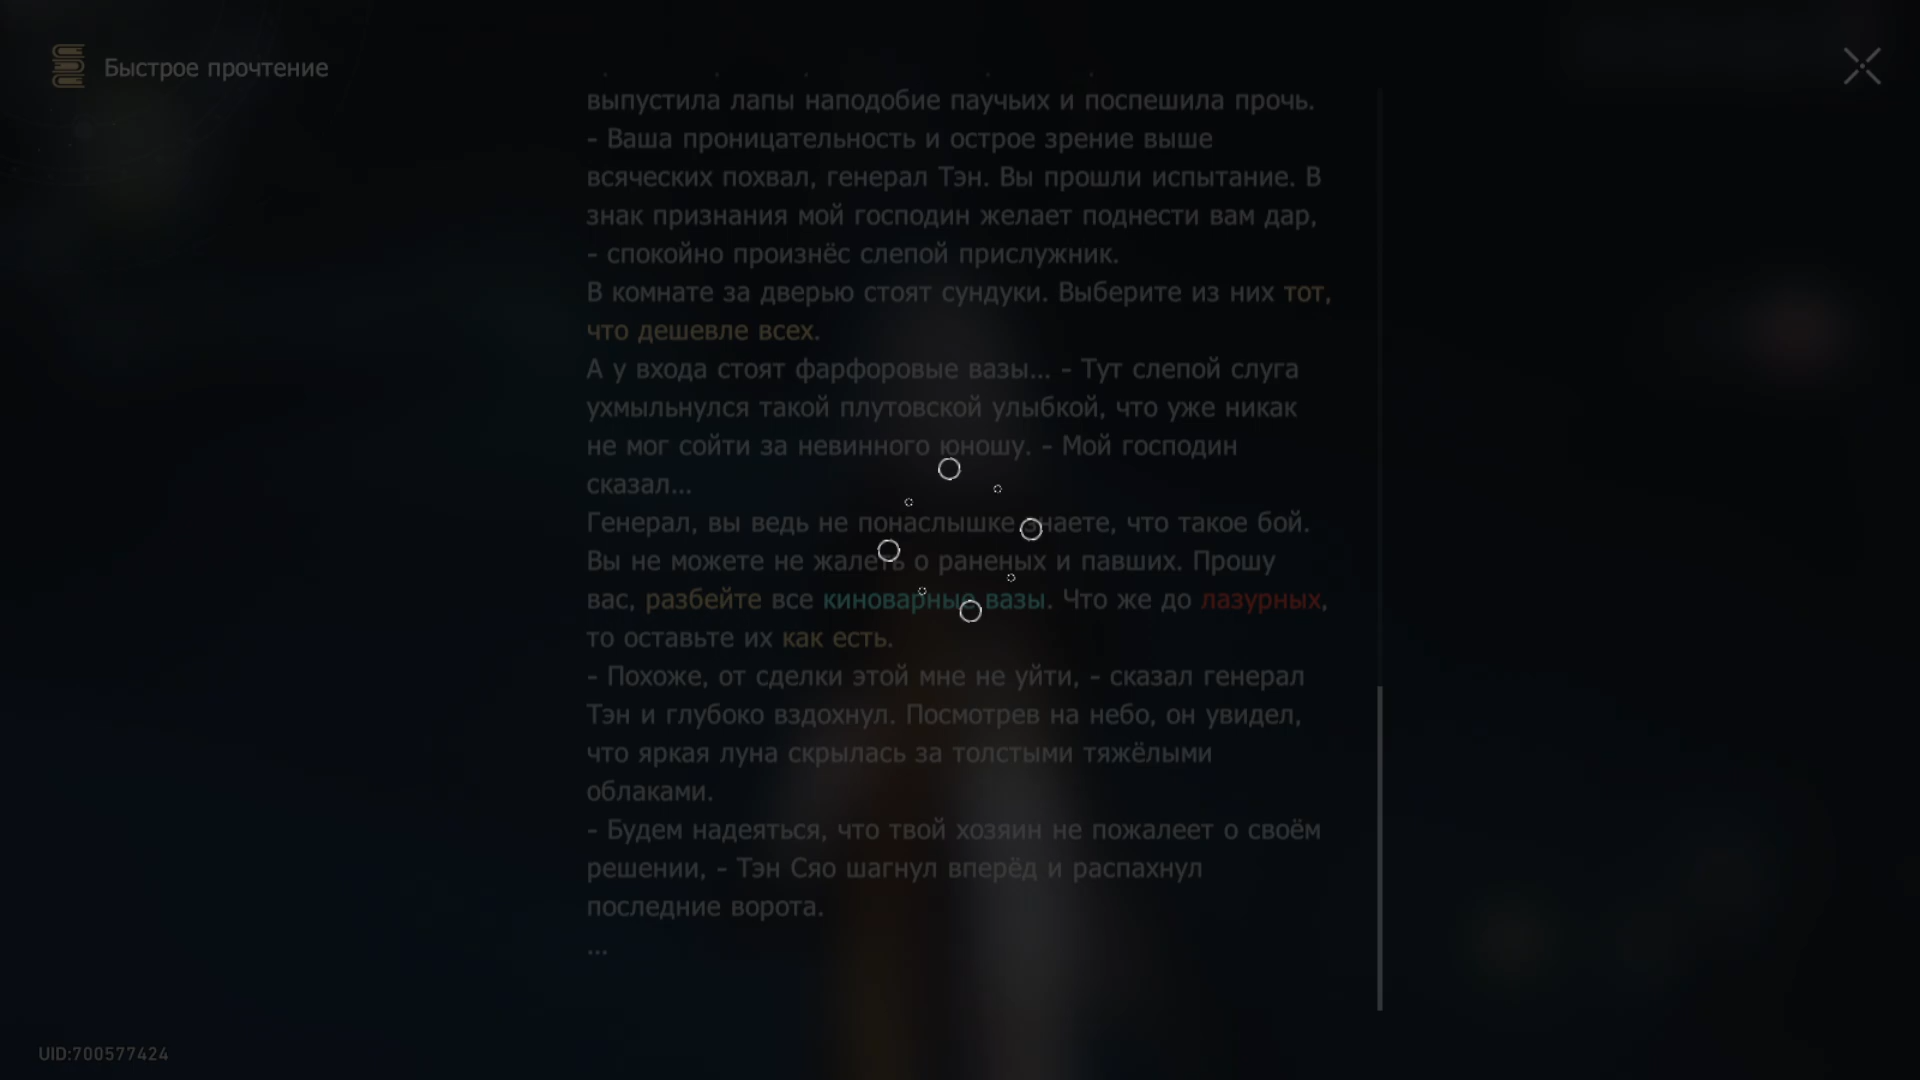 Быстрое прочтение
выпустила лапы наподобие паучьих и поспешила прочь.
- Ваша проницательность и острое зрение выше
всяческих похвал, генерал Тэн. Вы прошли испытание. В
знак признания мой господин желает поднести вам дар,
- спокойно произнёс слепой прислужник.
В комнате за дверью стоят сундуки. Выберите из них тот,
что дешевле всех.
А у входа стоят фарфоровые вазы... - Тут слепой слуга
ухмыльнулся такой плутовской улыбкой, что уже никак
не мог сойти за невинного юношу. - Мой господин
сказал...
Генерал, вы ведь не понаслышке знаете, что такое бой.
Вы не можете не жалеть о раненых и павших. Прошу
вас, разбейте все киноварные вазы. Что же до лазурных,
то оставьте их как есть.
- Похоже, от сделки этой мне не уйти, - сказал генерал
Тэн и глубоко вздохнул. Посмотрев на небо, он увидел,
что яркая луна скрылась за толстыми тяжёлыми
облаками.
- Будем надеяться, что твой хозяин не пожалеет о своём
решении, - Тэн Сяо шагнул вперёд и распахнул
последние ворота.
...
UID:700577424